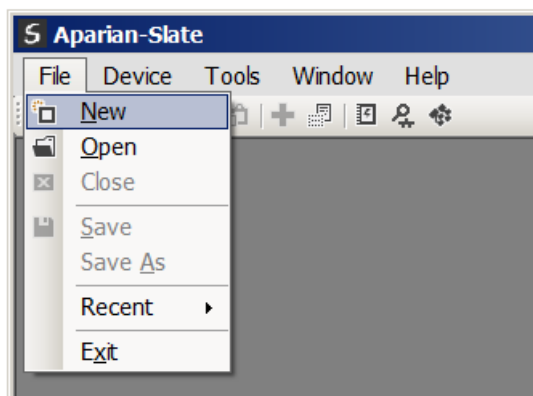 S Aparian-Slate
File Device Tools Window Help
New
Open
Close
Save
Save As
Recent
Exit